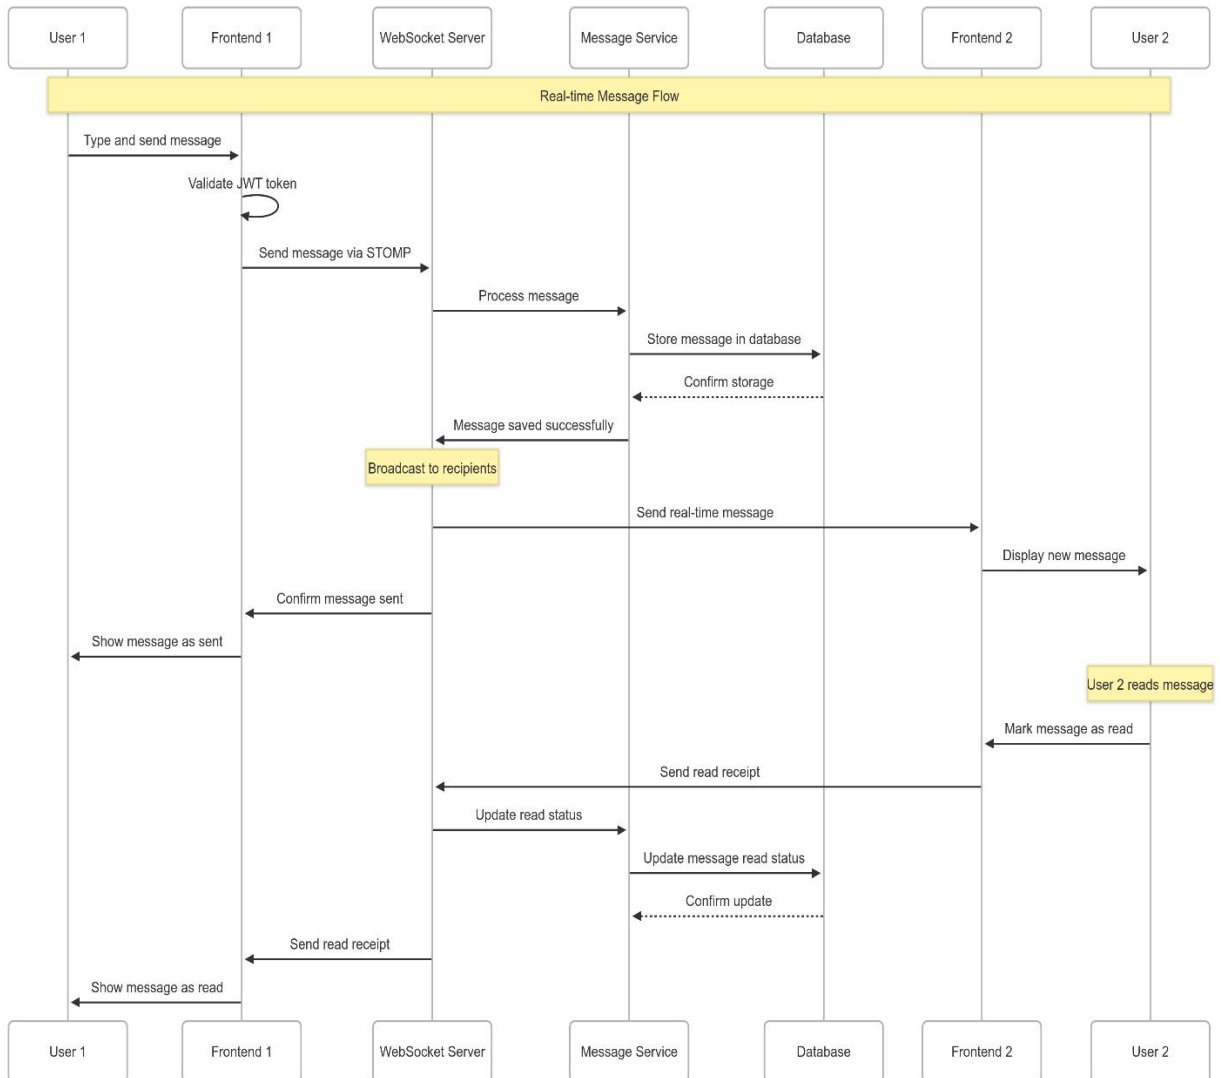 User 1
Frontend 1
WebSocket Server
Message Service
Database
Frontend 2
User 2
Real-time Message Flow
Type and send message
Validate JWT token
Send message via STOMP
Process message
Store message in database
Confirm storage
Message saved successfully
Broadcast to recipients
Send real-time message
Display new message
Confirm message sent
Show message as sent
User 2 reads message
Mark message as read
Send read receipt
Update read status
Update message read status
Confirm update
Send read receipt
Show message as read
User 1
Frontend 1
WebSocket Server
Message Service
Database
Frontend 2
User 2